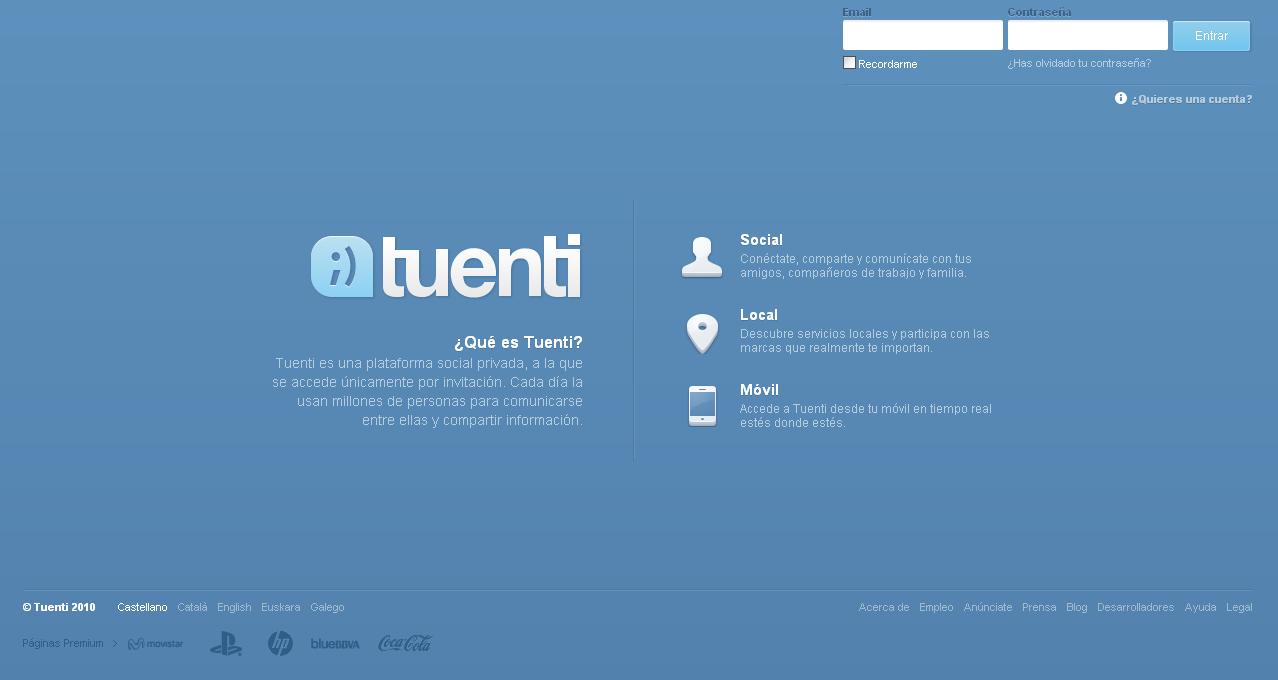 Email Contraseña
Entrar
Recordarme ¿Has olvidado tu contraseña?
¿Quieres una cuenta?
;) tuenti
¿Qué es Tuenti?
Tuenti es una plataforma social privada, a la que
se accede únicamente por invitación. Cada día la
usan millones de personas para comunicarse
entre ellas y compartir información.
Social
Conéctate, comparte y comunícate con tus
amigos, compañeros de trabajo y familia.
Local
Descubre servicios locales y participa con las
marcas que realmente te importan.
Móvil
Accede a Tuenti desde tu móvil en tiempo real
estés donde estés.
© Tuenti 2010 Castellano Català English Euskara Galego Acerca de Empleo Anúnciate Prensa Blog Desarrolladores Ayuda Legal
Páginas Premium > movistar hp blueBBVA Coca-Cola